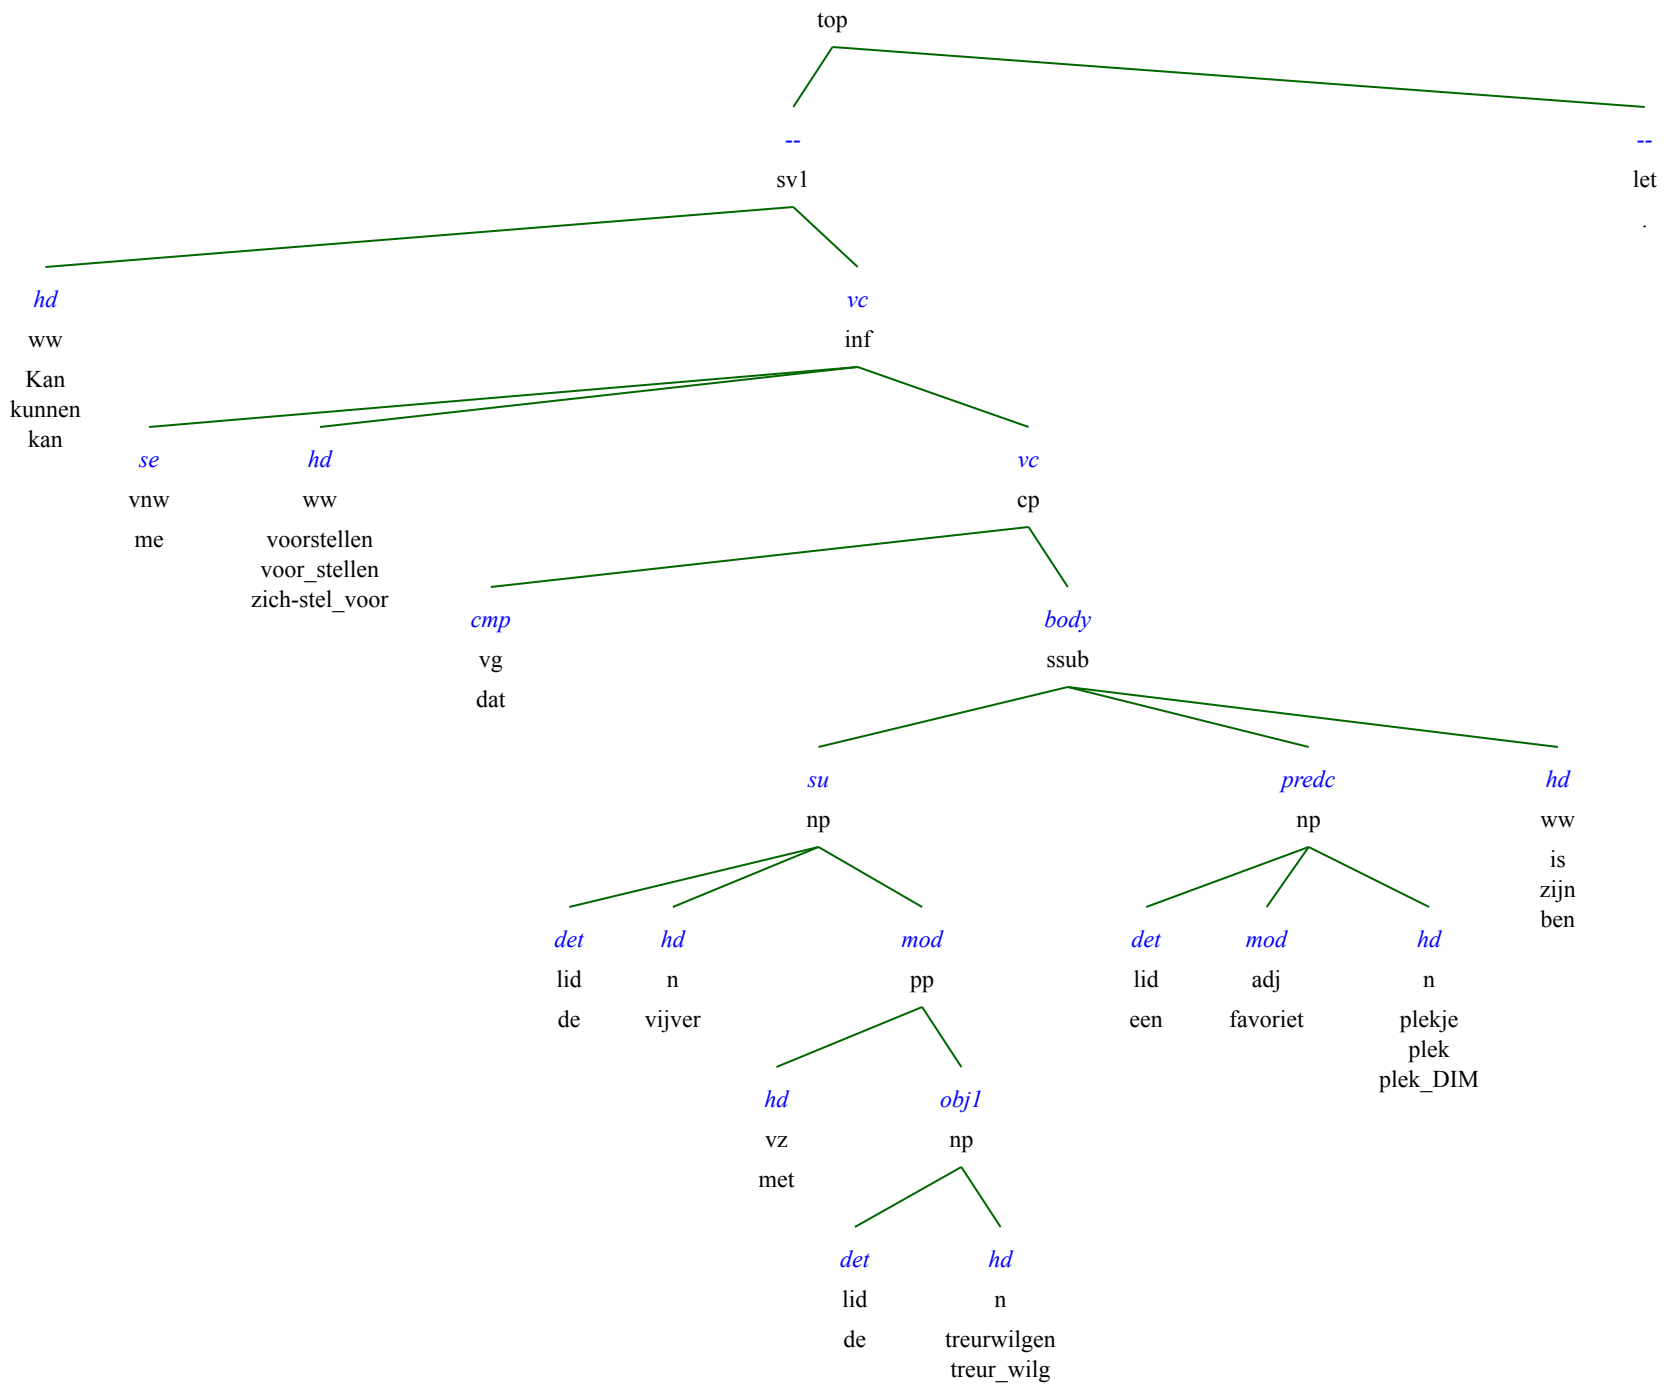 top
-- --
sv1 let
.
hd vc
ww inf
Kan
kunnen
kan
se hd vc
vnw ww cp
me voorstellen
voor_stellen
zich-stel_voor
cmp body
vg ssub
dat
su predc hd
np np ww
is
zijn
ben
det hd mod det mod hd
lid n pp lid adj n
de vijver een favoriet plekje
plek
plek_DIM
hd obj1
vz np
met
det hd
lid n
de treurwilgen
treur_wilg